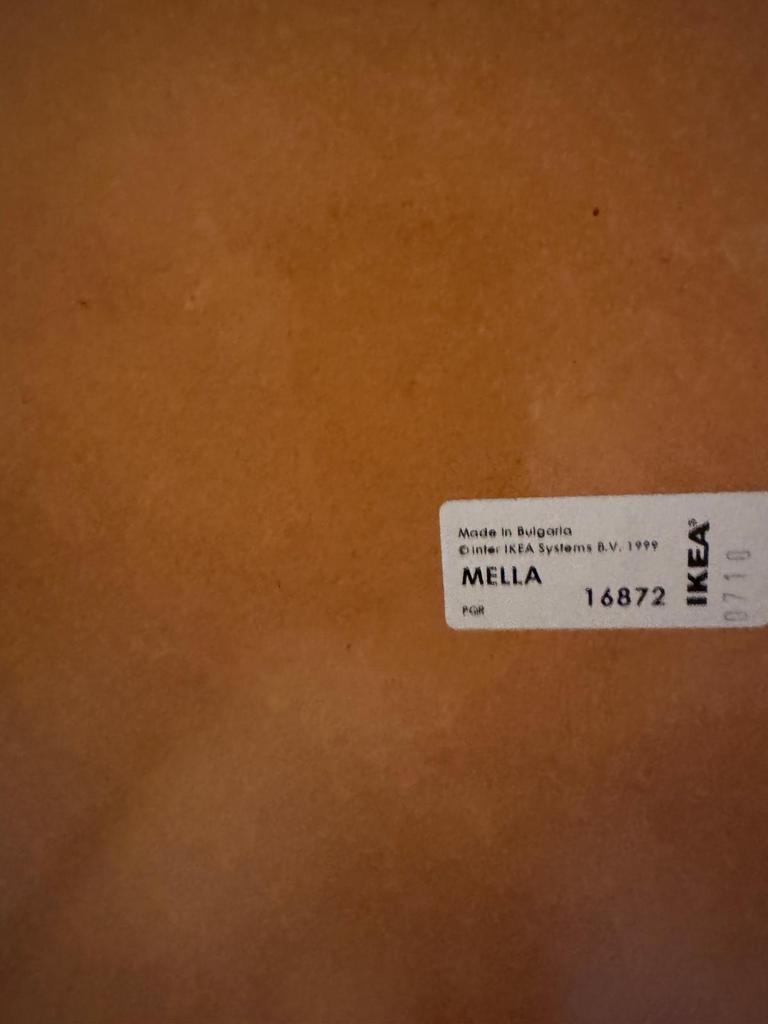 Made in Bulgaria
© Inter IKEA Systems B.V. 1999
MELLA
16872
PGR
IKEA®
0710